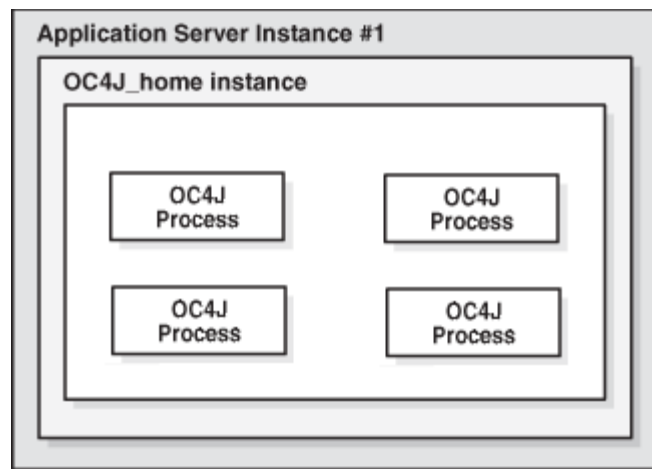 Application Server Instance #1
OC4J_home instance
OC4J
Process
OC4J
Process
OC4J
Process
OC4J
Process